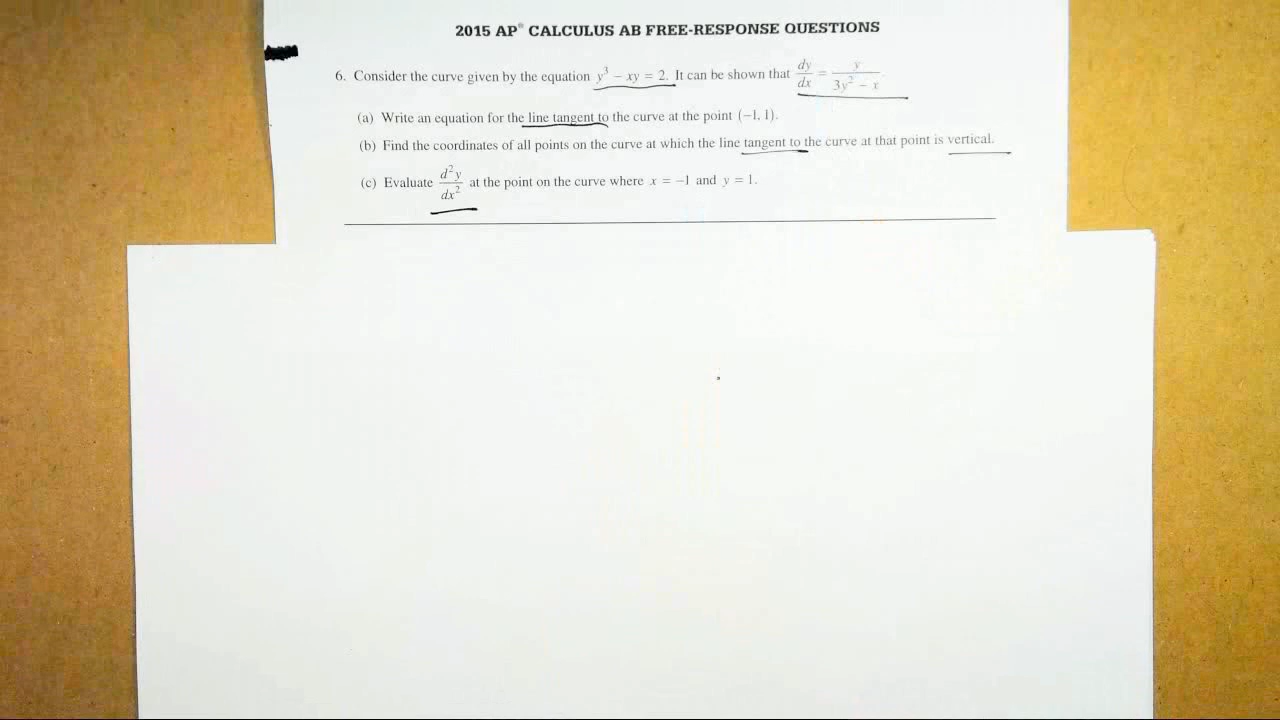 2015 AP® CALCULUS AB FREE-RESPONSE QUESTIONS
6. Consider the curve given by the equation y³ − xy = 2. It can be shown that dy/dx = y/(3y² − x).
(a) Write an equation for the line tangent to the curve at the point (−1, 1).
(b) Find the coordinates of all points on the curve at which the line tangent to the curve at that point is vertical.
(c) Evaluate d²y/dx² at the point on the curve where x = −1 and y = 1.